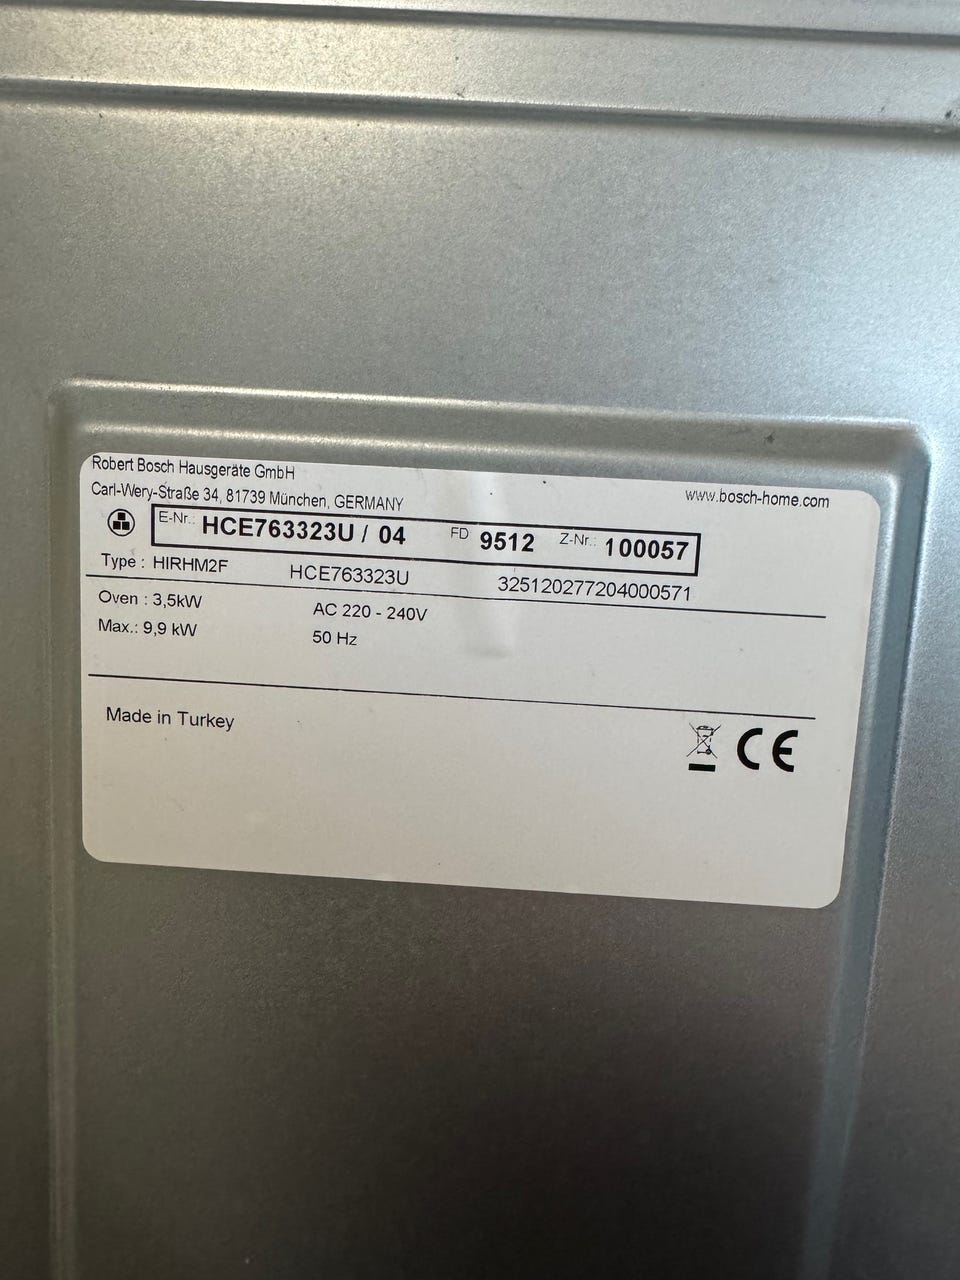 Robert Bosch Hausgeräte GmbH
Carl-Wery-Straße 34, 81739 München, GERMANY
www.bosch-home.com
E-Nr.: HCE763323U / 04 FD 9512 Z-Nr.: 100057
Type : HIRHM2F HCE763323U 325120277204000571
Oven : 3,5kW AC 220 - 240V
Max.: 9,9 kW 50 Hz
Made in Turkey
CE